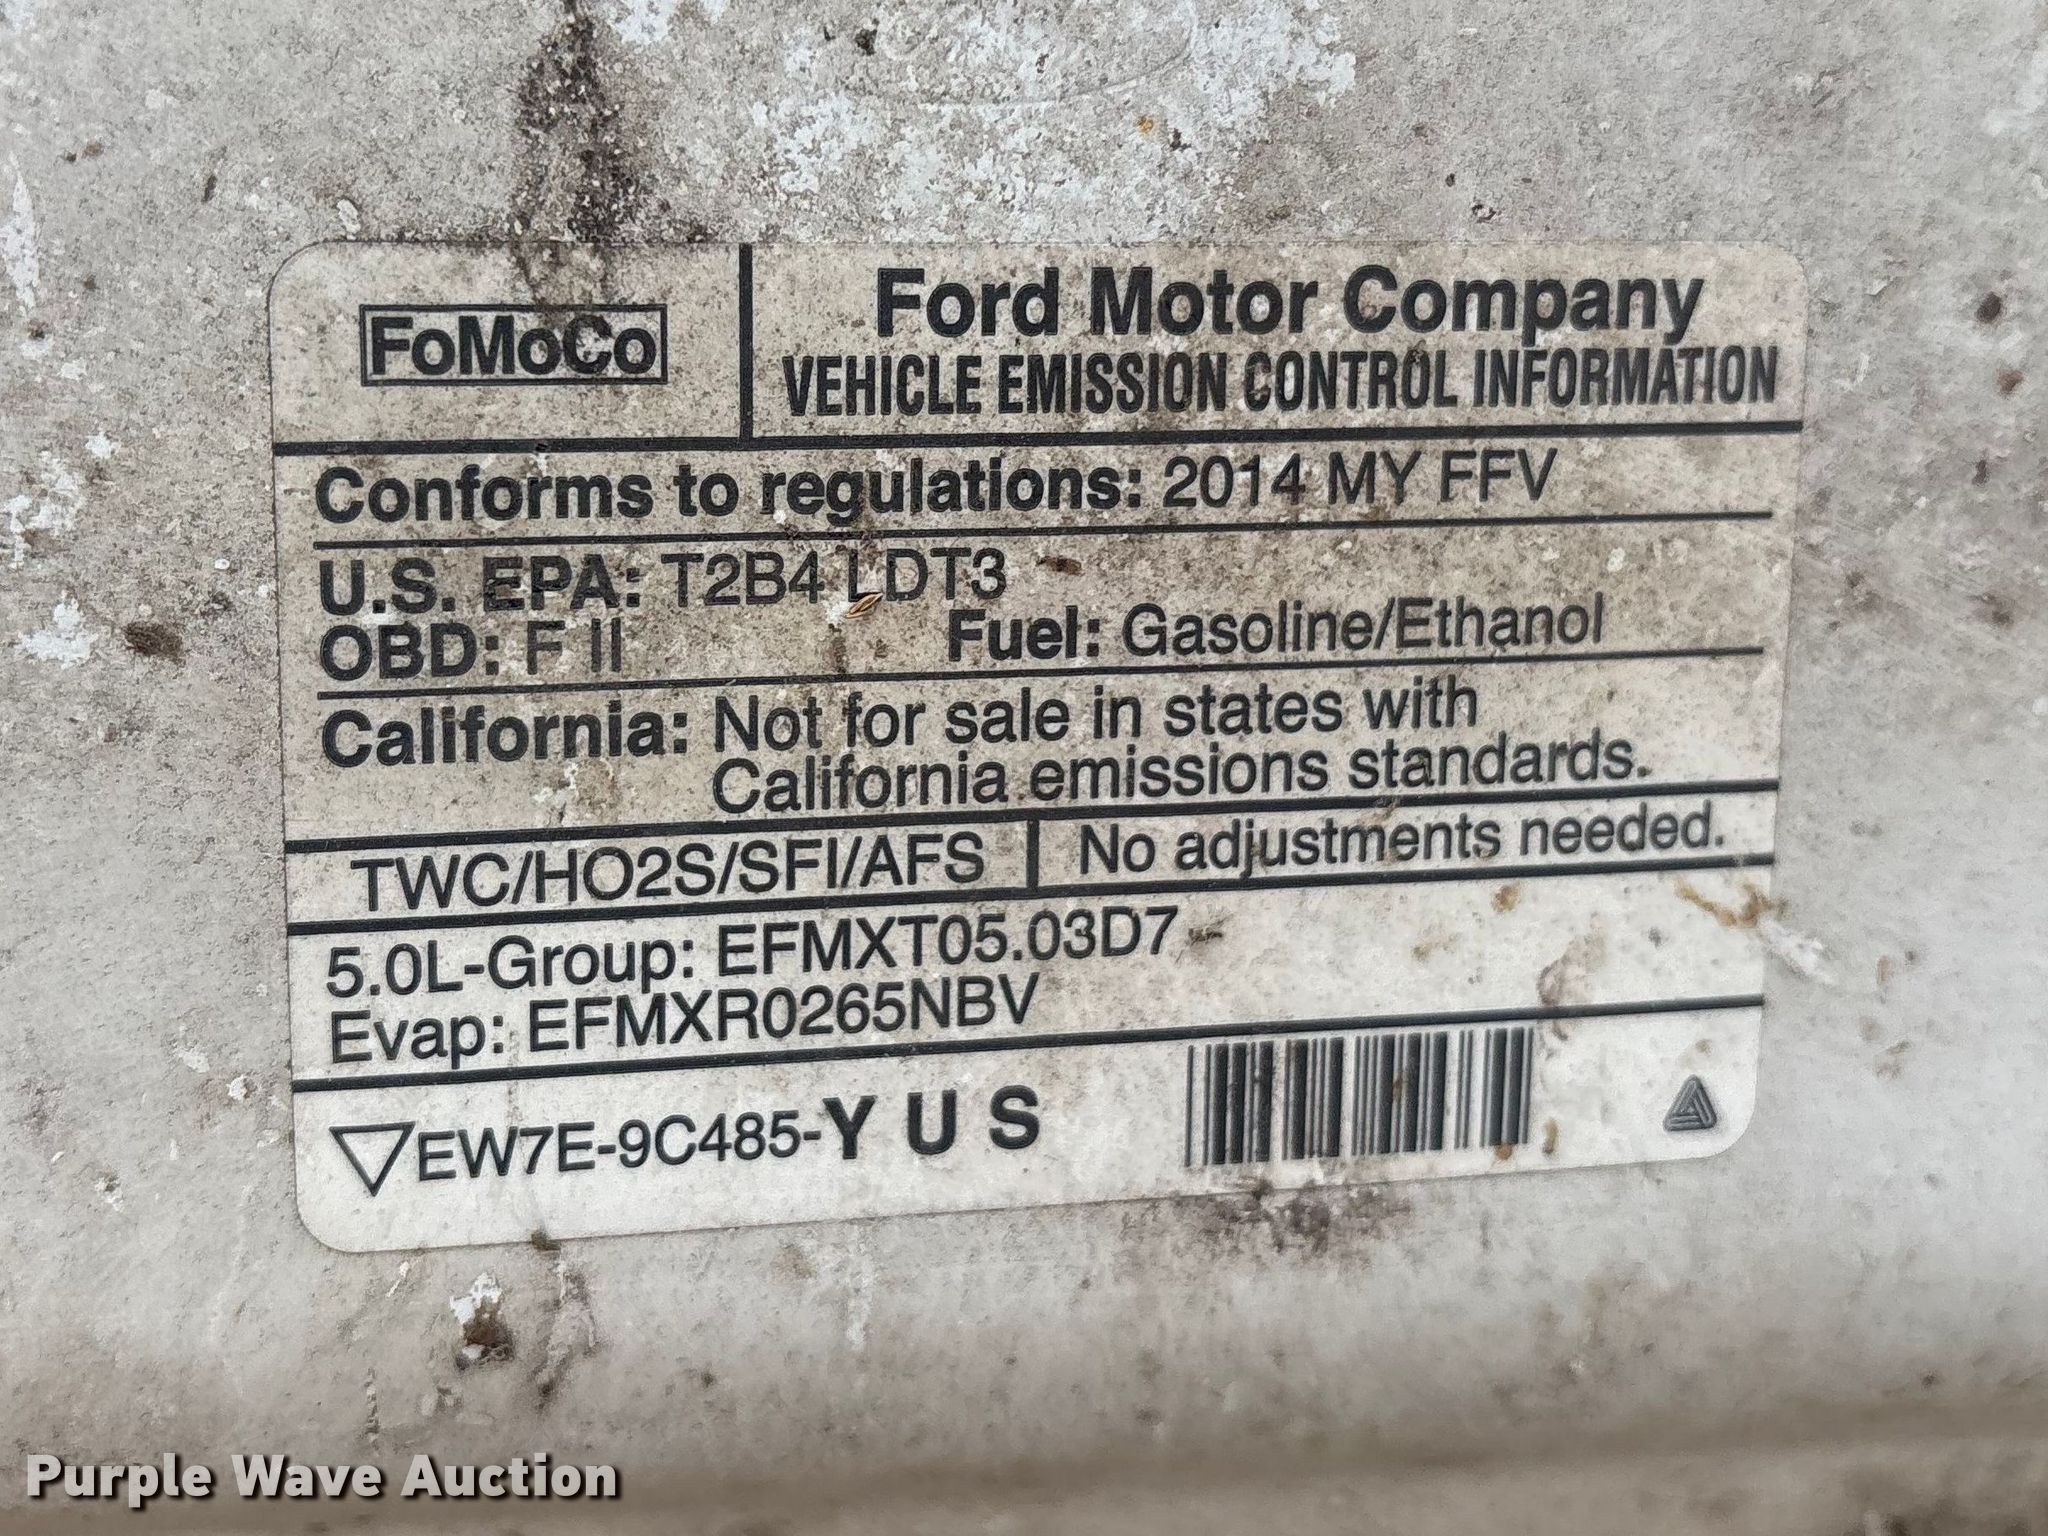 FoMoCo
Ford Motor Company
VEHICLE EMISSION CONTROL INFORMATION
Conforms to regulations: 2014 MY FFV
U.S. EPA: T2B4 LDT3
OBD: F II Fuel: Gasoline/Ethanol
California: Not for sale in states with
California emissions standards.
TWC/HO2S/SFI/AFS No adjustments needed.
5.0L-Group: EFMXT05.03D7
Evap: EFMXR0265NBV
EW7E-9C485-Y U S
Purple Wave Auction